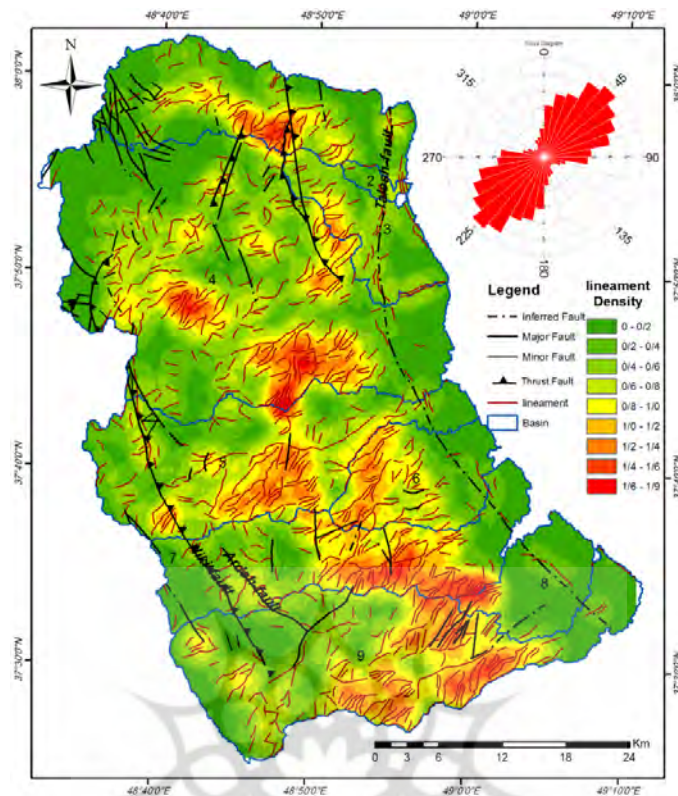 48°40'0"E 48°50'0"E 49°0'0"E 49°10'0"E
N
38°0'0"N
Rose Diagram
0
315
45
270
90
225
135
180
2
Talesh-fault
3
37°50'0"N
4
Legend
Inferred Fault
Major Fault
Minor Fault
Thrust Fault
lineament
Basin
lineament
Density
0 - 0/2
0/2 - 0/4
0/4 - 0/6
0/6 - 0/8
0/8 - 1/0
1/0 - 1/2
1/2 - 1/4
1/4 - 1/6
1/6 - 1/9
37°40'0"N
5
6
7
8
37°30'0"N
9
Km
0 3 6 12 18 24
48°40'0"E 48°50'0"E 49°0'0"E 49°10'0"E